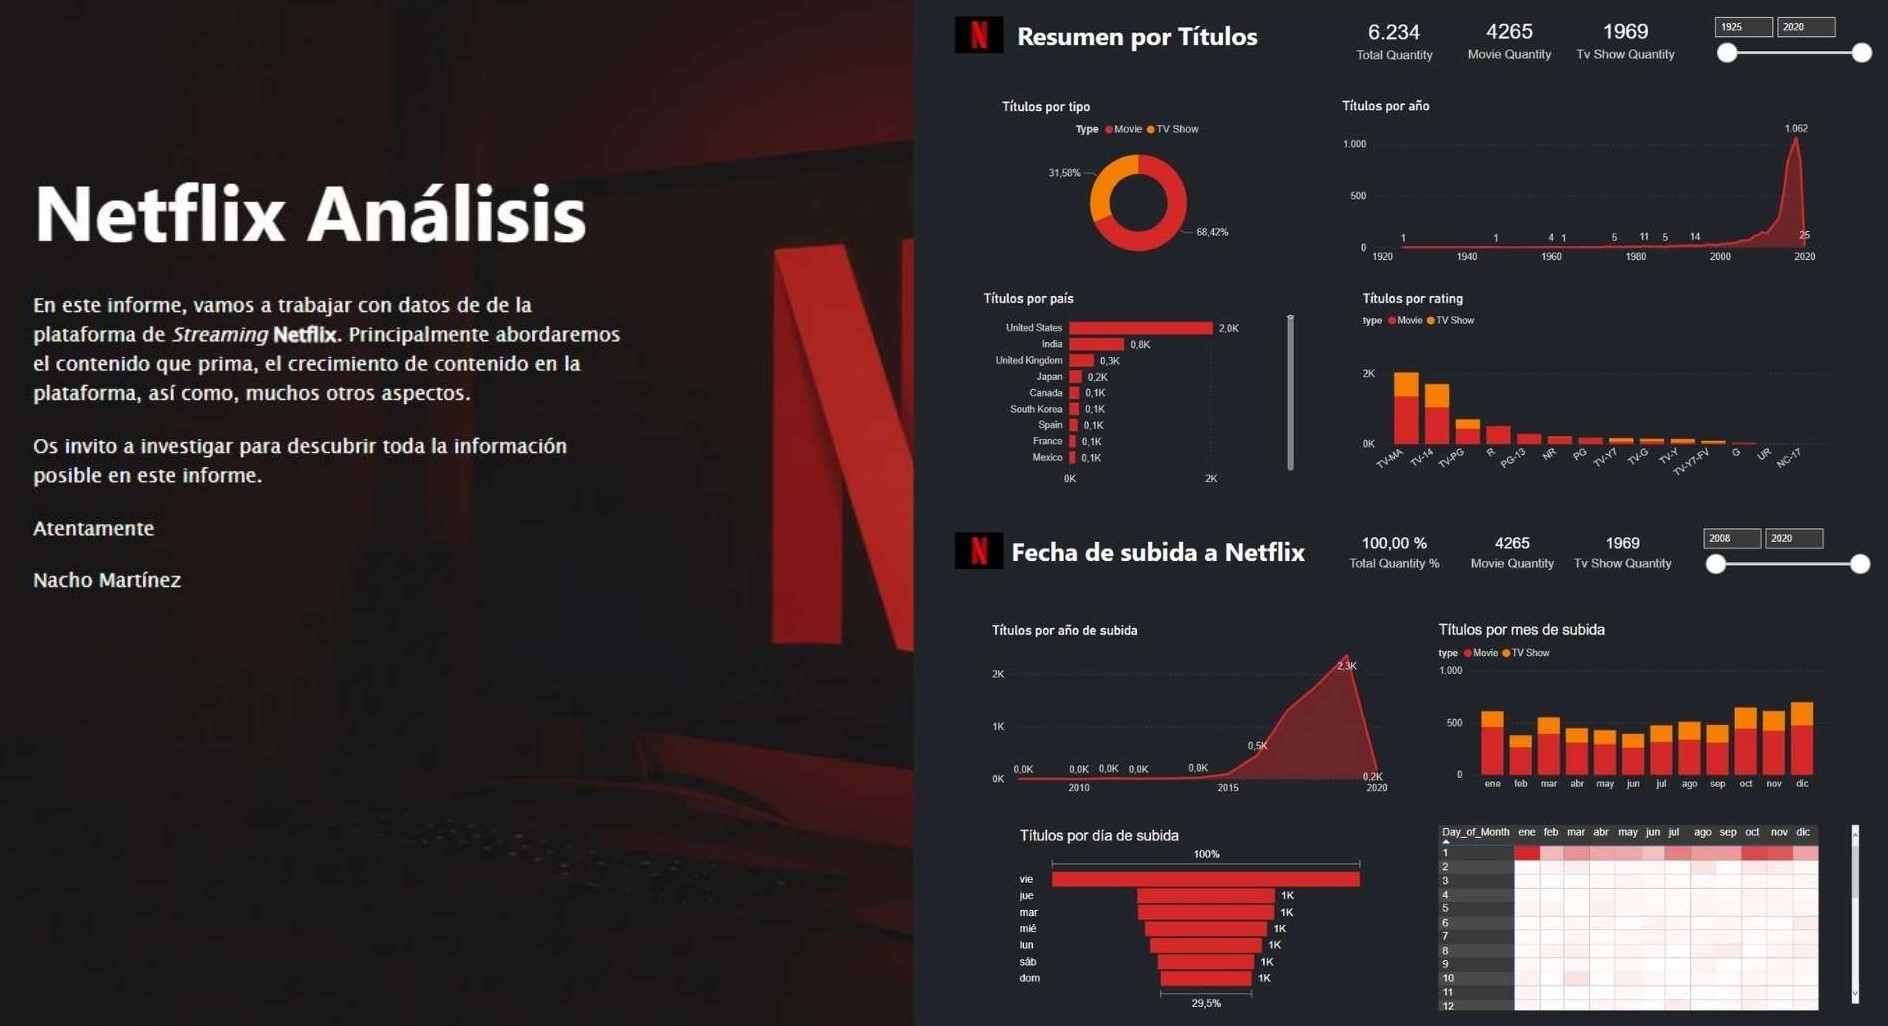 Netflix Análisis
En este informe, vamos a trabajar con datos de de la
plataforma de Streaming Netflix. Principalmente abordaremos
el contenido que prima, el crecimiento de contenido en la
plataforma, así como, muchos otros aspectos.
Os invito a investigar para descubrir toda la información
posible en este informe.
Atentamente
Nacho Martínez
N Resumen por Títulos
6.234 4265 1969
Total Quantity Movie Quantity Tv Show Quantity
1925 2020
Títulos por tipo
Type Movie TV Show
31,58%
68,42%
Títulos por año
1.062
1.000
500
0
1 1 4 1 5 11 5 14 25
1920 1940 1960 1980 2000 2020
Títulos por país
United States 2,0K
India 0,8K
United Kingdom 0,3K
Japan 0,2K
Canada 0,1K
South Korea 0,1K
Spain 0,1K
France 0,1K
Mexico 0,1K
0K 2K
Títulos por rating
type Movie TV Show
2K
0K
TV-MA TV-14 TV-PG R PG-13 NR PG TV-Y7 TV-G TV-Y TV-Y7-FV G UR NC-17
N Fecha de subida a Netflix
100,00 % 4265 1969
Total Quantity % Movie Quantity Tv Show Quantity
2008 2020
Títulos por año de subida
2K
1K
0K
0,0K 0,0K 0,0K 0,0K 0,0K 0,5K 2,3K 0,2K
2010 2015 2020
Títulos por mes de subida
type Movie TV Show
1.000
500
0
ene feb mar abr may jun jul ago sep oct nov dic
Títulos por día de subida
100%
vie
jue 1K
mar 1K
mié 1K
lun 1K
sáb 1K
dom 1K
29,5%
Day_of_Month ene feb mar abr may jun jul ago sep oct nov dic
1
2
3
4
5
6
7
8
9
10
11
12